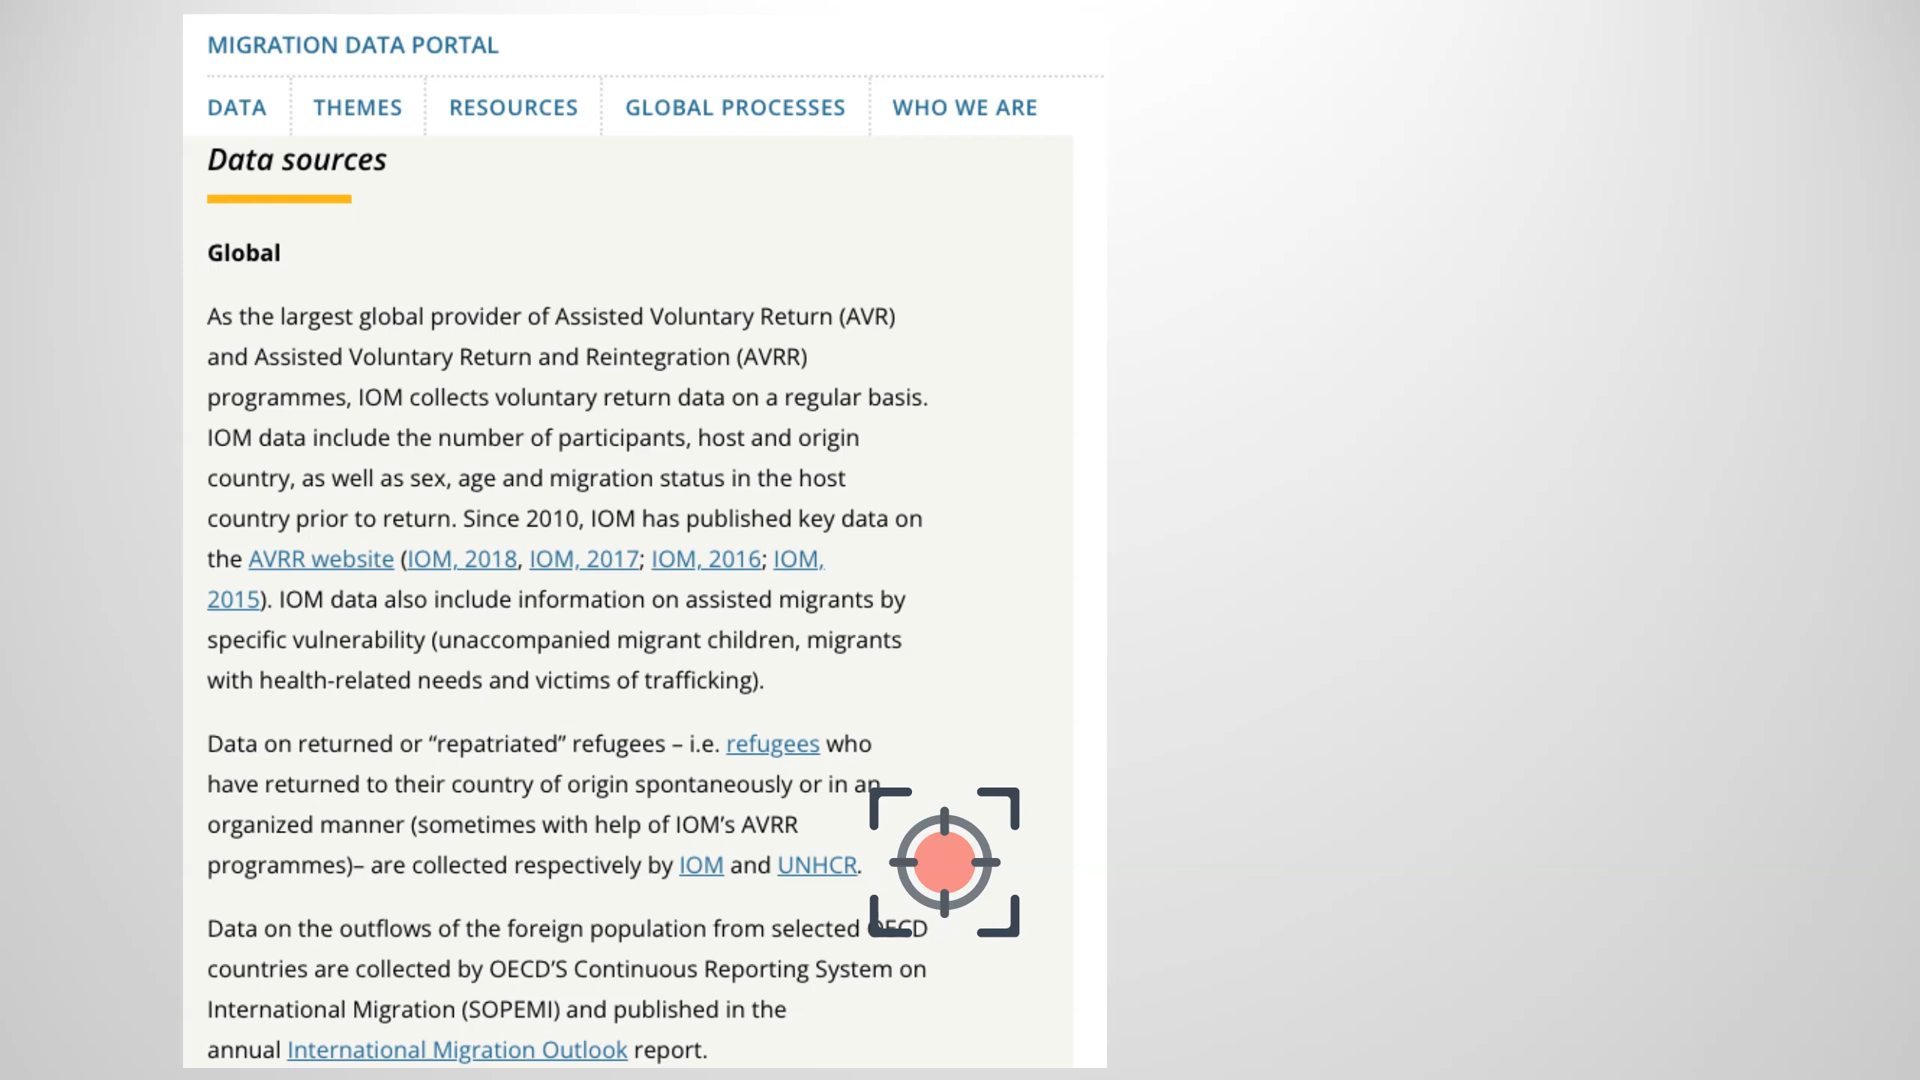 MIGRATION DATA PORTAL
DATA THEMES RESOURCES GLOBAL PROCESSES WHO WE ARE
Data sources
Global
As the largest global provider of Assisted Voluntary Return (AVR)
and Assisted Voluntary Return and Reintegration (AVRR)
programmes, IOM collects voluntary return data on a regular basis.
IOM data include the number of participants, host and origin
country, as well as sex, age and migration status in the host
country prior to return. Since 2010, IOM has published key data on
the AVRR website (IOM, 2018, IOM, 2017; IOM, 2016; IOM,
2015). IOM data also include information on assisted migrants by
specific vulnerability (unaccompanied migrant children, migrants
with health-related needs and victims of trafficking).
Data on returned or “repatriated” refugees – i.e. refugees who
have returned to their country of origin spontaneously or in an
organized manner (sometimes with help of IOM’s AVRR
programmes)– are collected respectively by IOM and UNHCR.
Data on the outflows of the foreign population from selected OECD
countries are collected by OECD’S Continuous Reporting System on
International Migration (SOPEMI) and published in the
annual International Migration Outlook report.